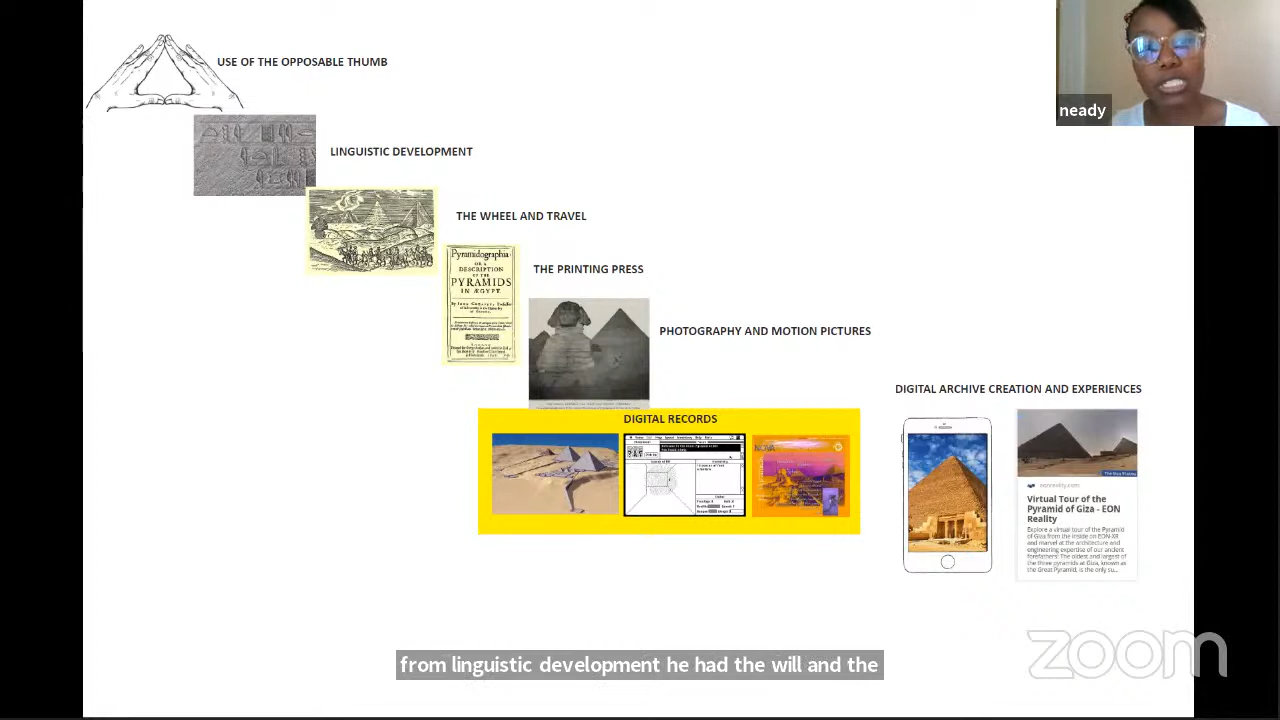 USE OF THE OPPOSABLE THUMB
neady
LINGUISTIC DEVELOPMENT
THE WHEEL AND TRAVEL
Pyramidographia
OR A
DESCRIPTION
OF THE
PYRAMIDS
IN ÆGYPT.
THE PRINTING PRESS
PHOTOGRAPHY AND MOTION PICTURES
DIGITAL RECORDS
NOVA
DIGITAL ARCHIVE CREATION AND EXPERIENCES
eonreality.com
Virtual Tour of the
Pyramid of Giza - EON
Reality
Explore a virtual tour of the Pyramid
of Giza from the inside on EON-XR
and marvel at the architecture and
engineering expertise of our ancient
forefathers! The oldest and largest of
the three pyramids at Giza, known as
the Great Pyramid, is the only su...
from linguistic development he had the will and the
zoom